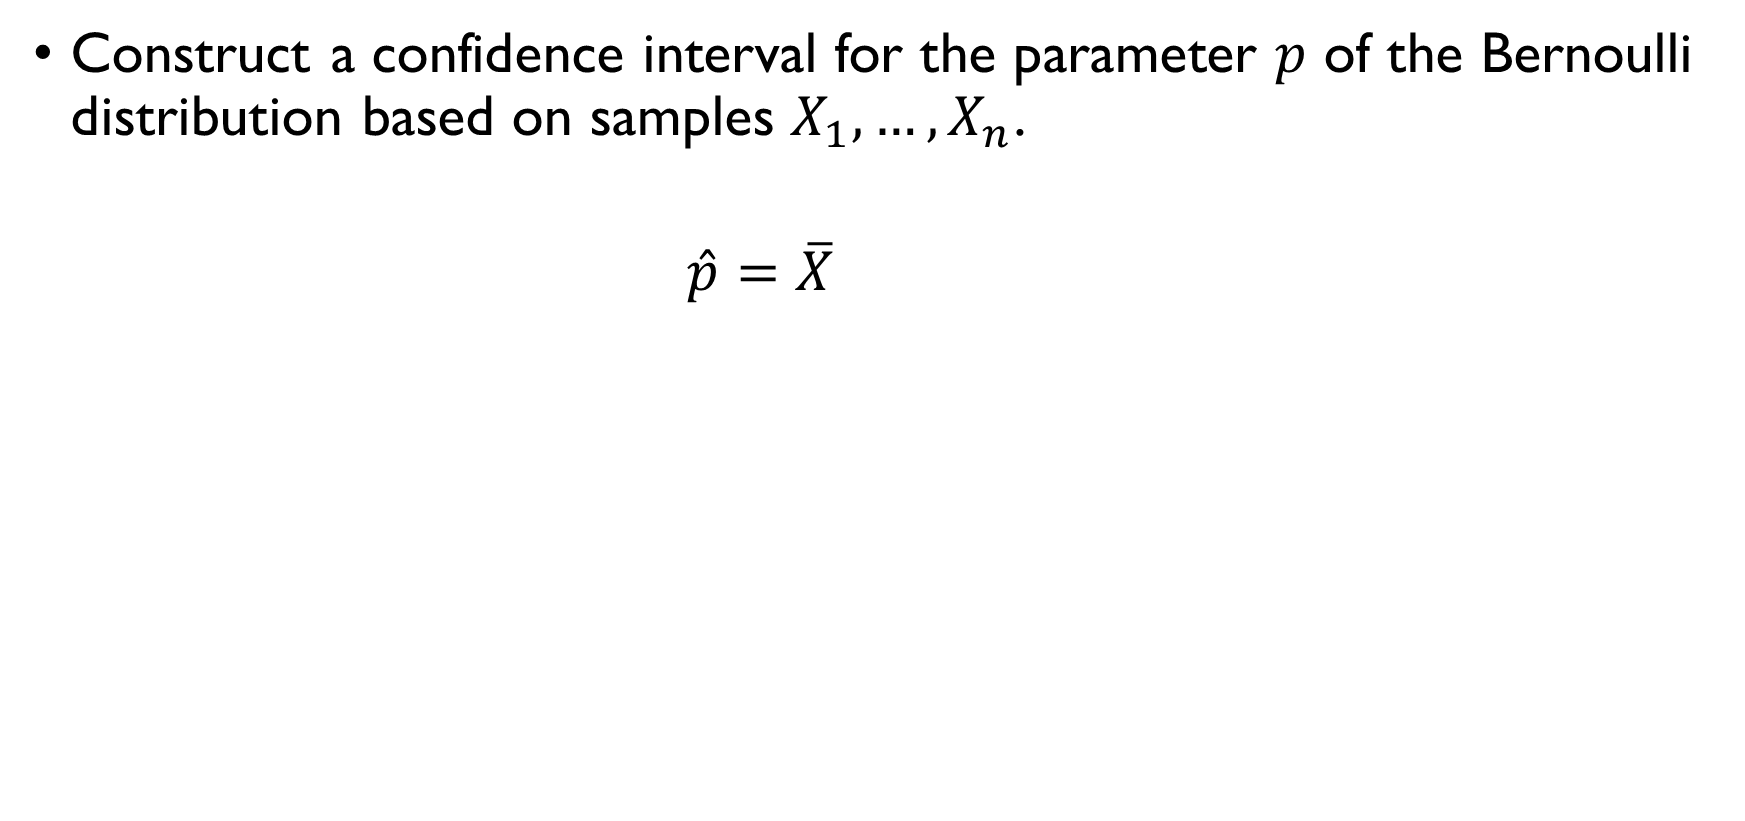 • Construct a confidence interval for the parameter 𝑝 of the Bernoulli
distribution based on samples 𝑋₁, … , 𝑋ₙ.
𝑝̂ = 𝑋̅